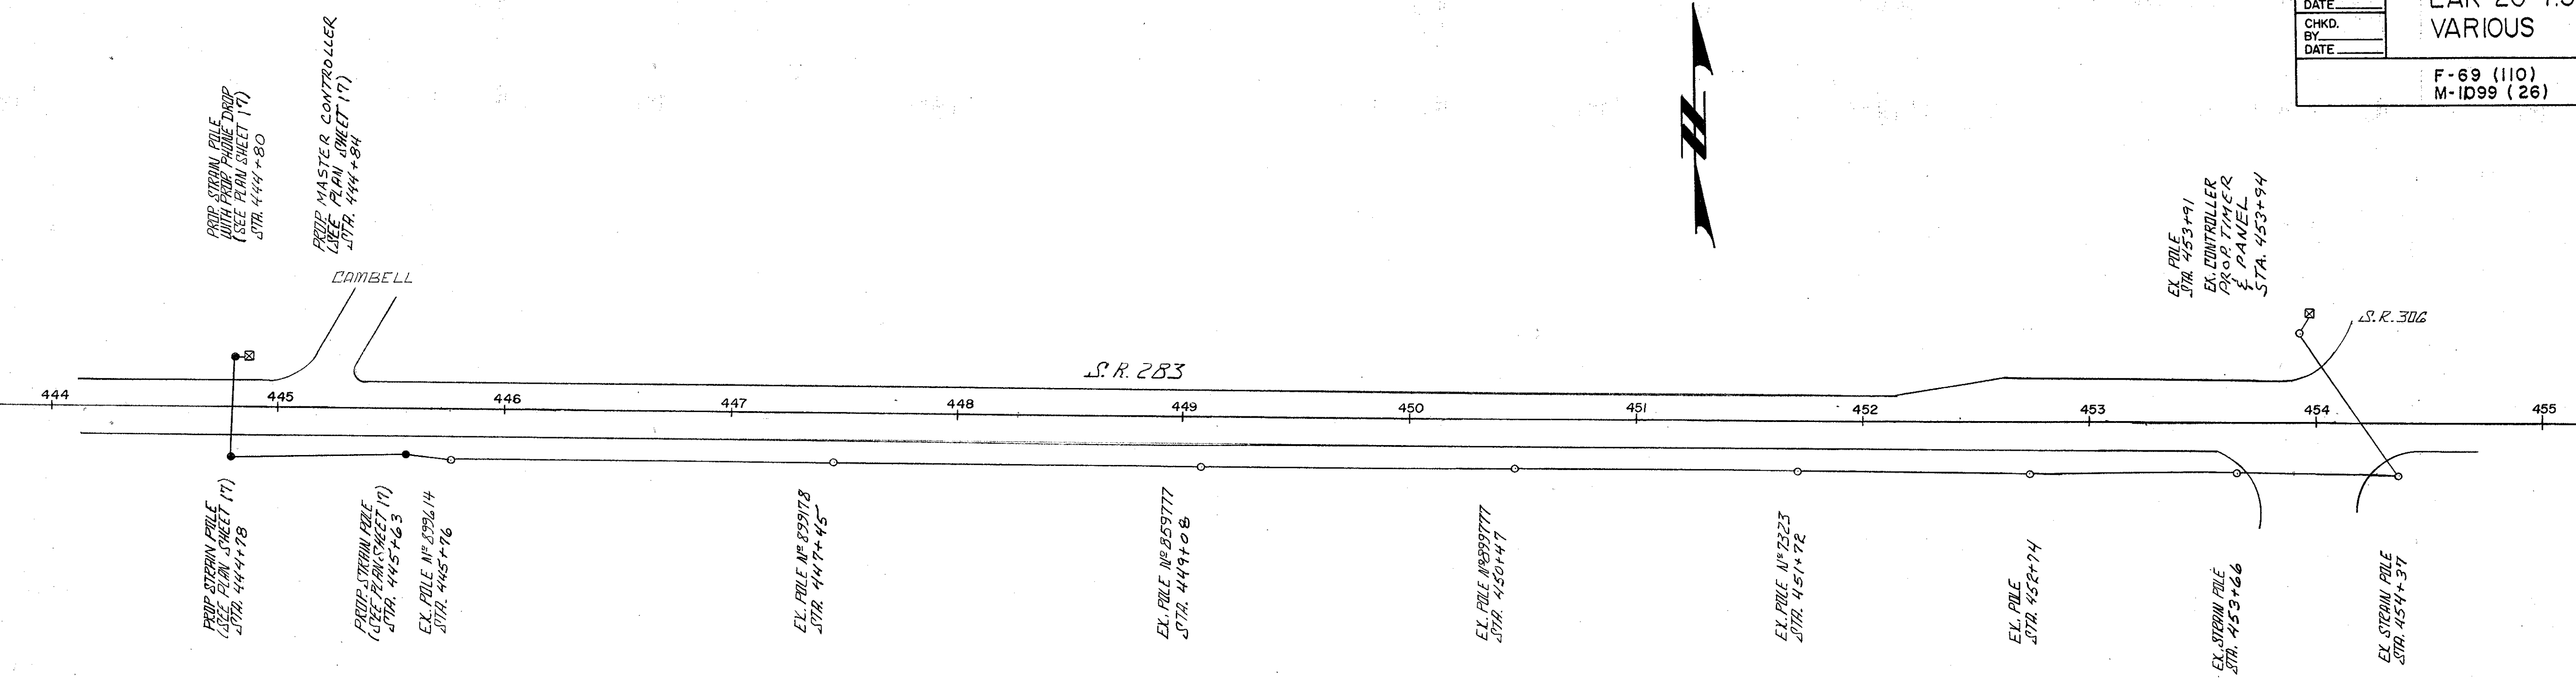 DATE
CHKD.
BY
DATE
VARIOUS
F-69 (110)
M-1D99 (26)
PROP STRAIN POLE
WITH PROP. PHONE DROP
(SEE PLAN SHEET 17)
STA. 444+80
PROP. MASTER CONTROLLER
(SEE PLAN SHEET 17)
STA. 444+84
EX. POLE
STA. 453+91
EX. CONTROLLER
PROP. TIMER
& PANEL
STA. 453+94
CAMBELL
S.R. 306
S.R. 283
444
445
446
447
448
449
450
451
452
453
454
455
PROP STRAIN POLE
(SEE PLAN SHEET 17)
STA. 444+78
PROP. STRAIN POLE
(SEE PLAN SHEET 17)
STA. 445+63
EX. POLE Nº 899614
STA. 445+76
EX. POLE Nº 899178
STA. 447+45
EX. POLE Nº 859777
STA. 449+08
EX. POLE Nº 899777
STA. 450+47
EX. POLE Nº 7323
STA. 451+72
EX. POLE
STA. 452+74
EX. STRAIN POLE
STA. 453+66
EX. STRAIN POLE
STA. 454+37